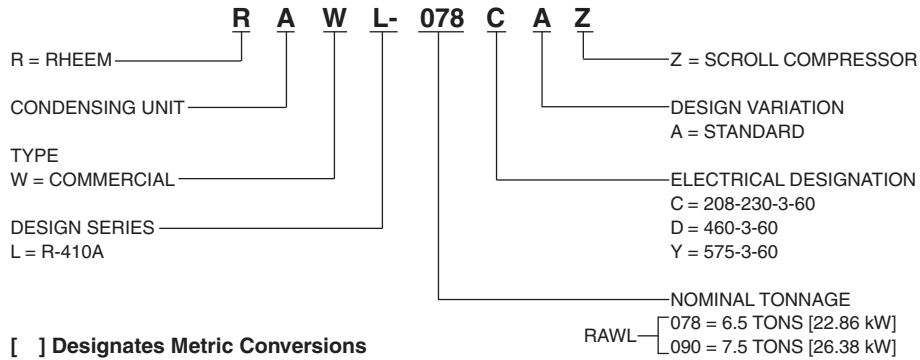 R A W L- 078 C A Z
R = RHEEM
CONDENSING UNIT
TYPE
W = COMMERCIAL
DESIGN SERIES
L = R-410A
[ ] Designates Metric Conversions
Z = SCROLL COMPRESSOR
DESIGN VARIATION
A = STANDARD
ELECTRICAL DESIGNATION
C = 208-230-3-60
D = 460-3-60
Y = 575-3-60
NOMINAL TONNAGE
RAWL
078 = 6.5 TONS [22.86 kW]
090 = 7.5 TONS [26.38 kW]